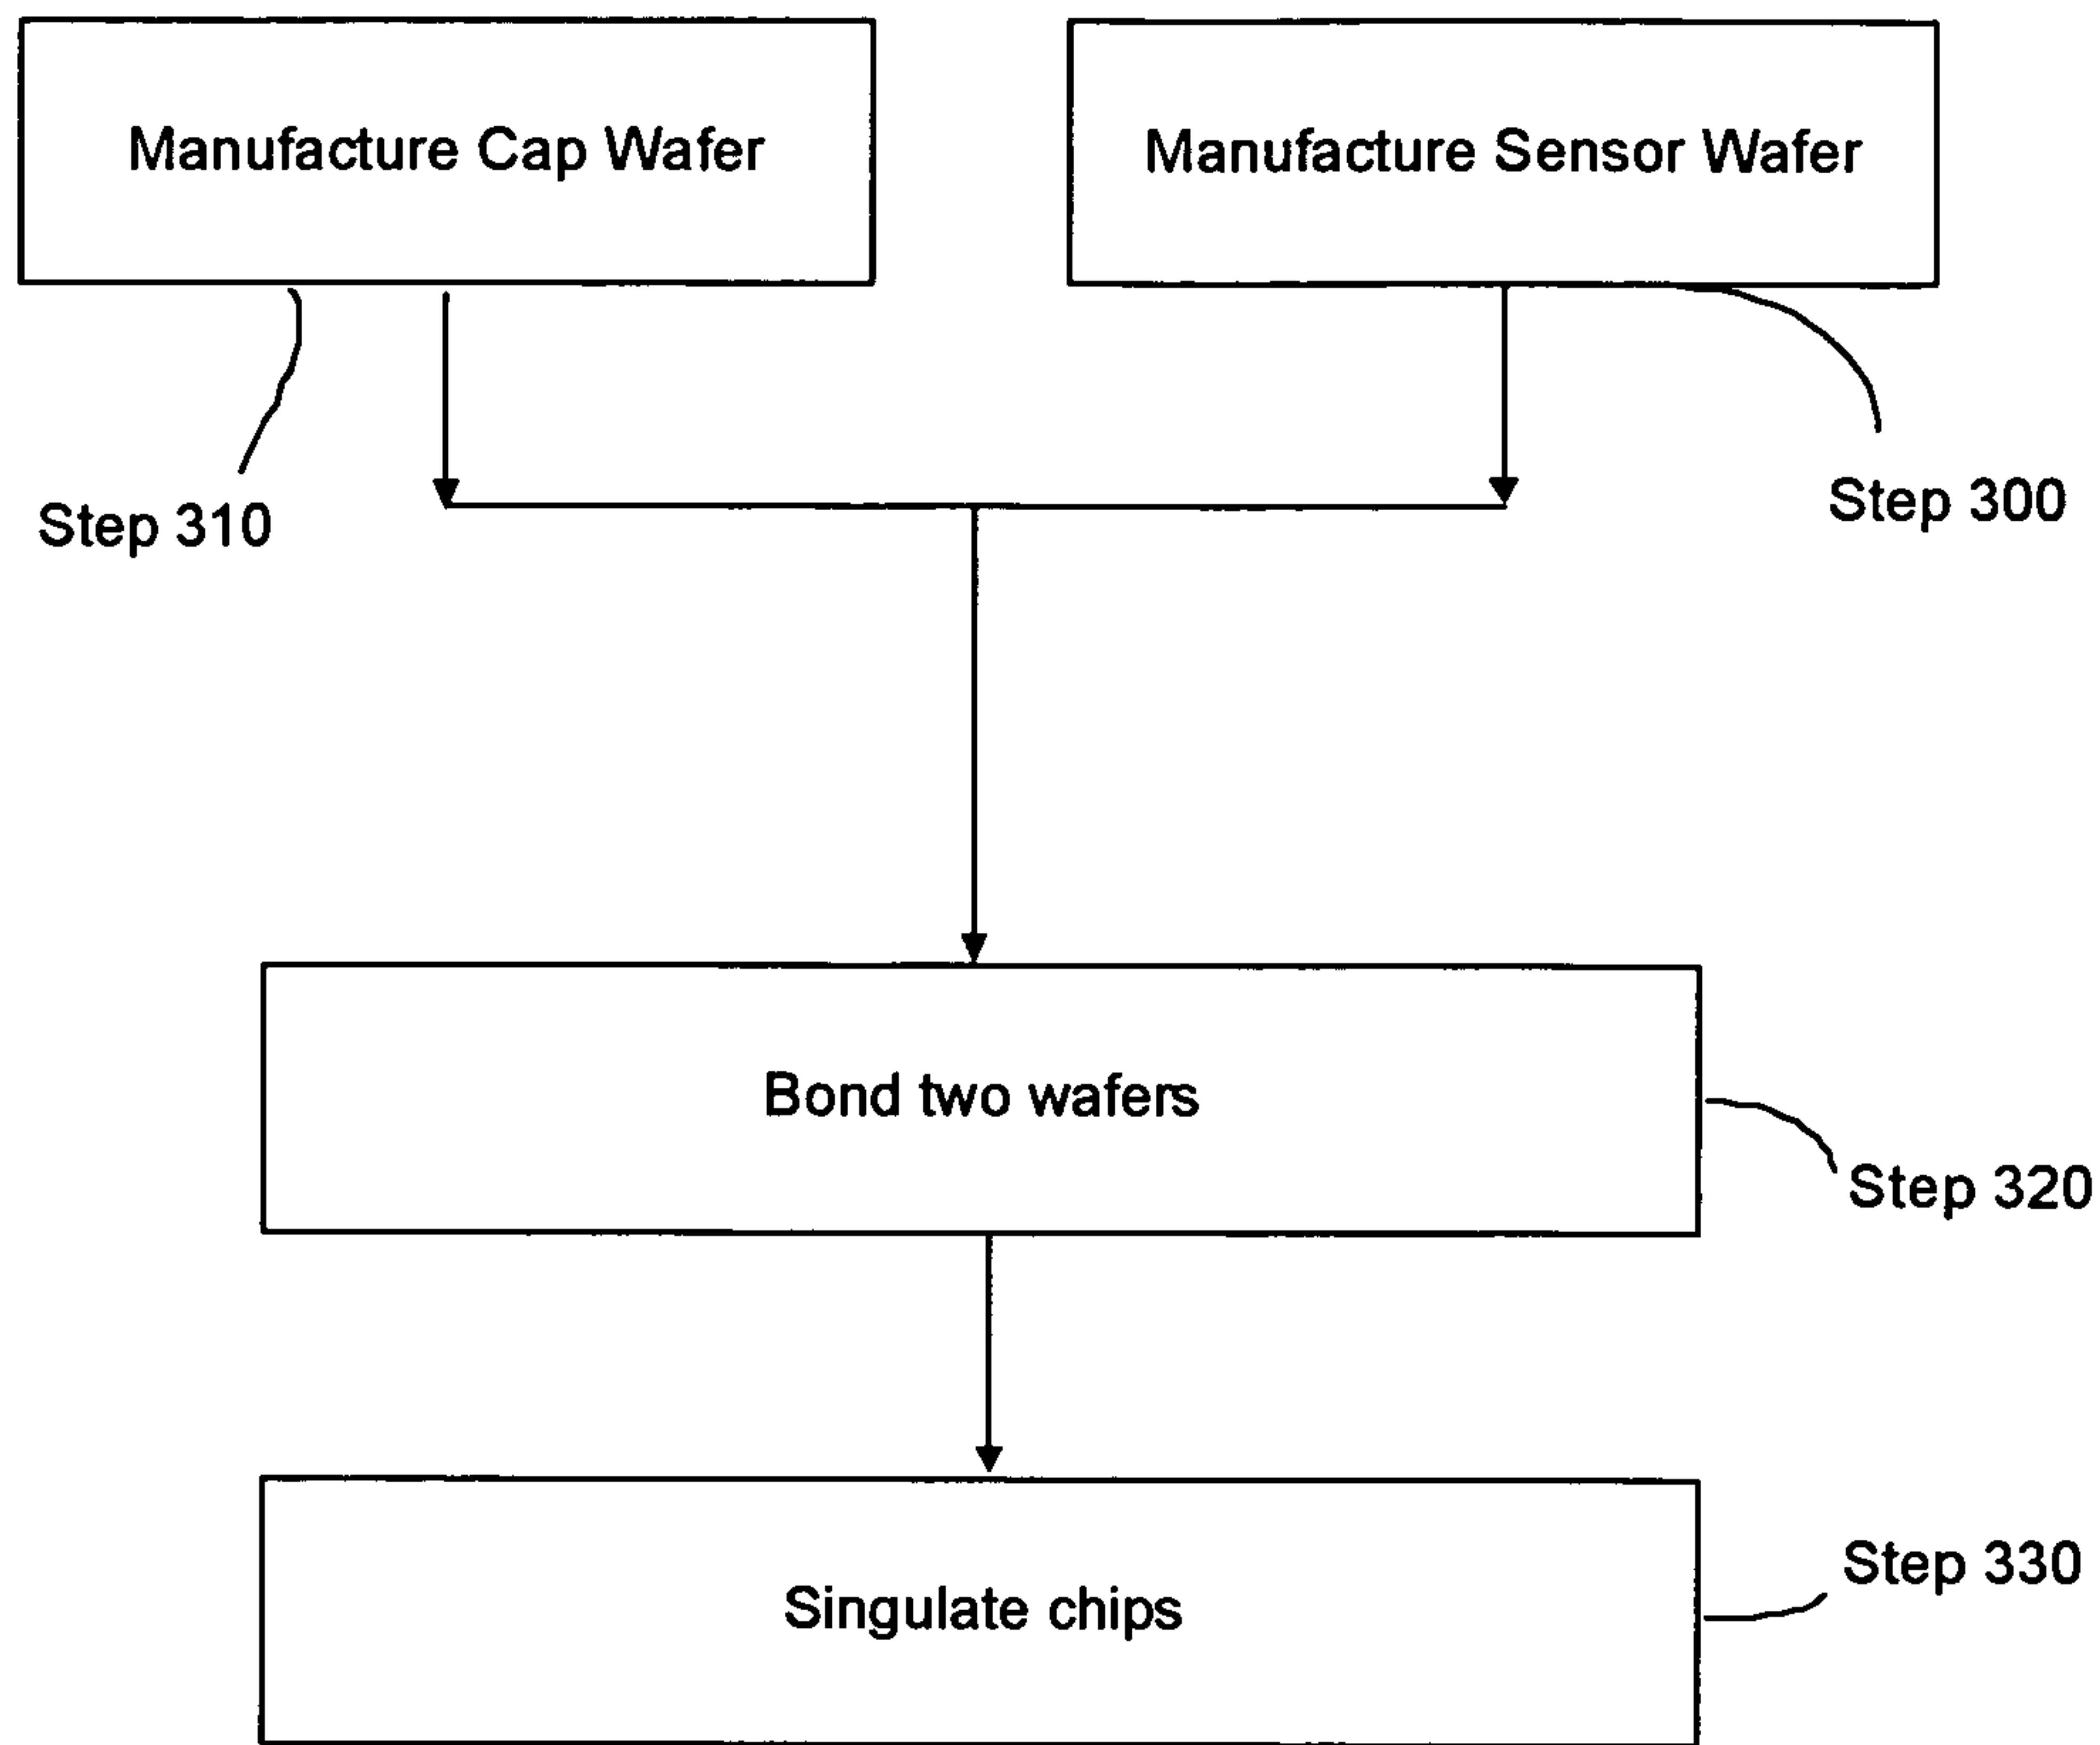 Manufacture Cap Wafer
Manufacture Sensor Wafer
Step 310
Step 300
Bond two wafers
Step 320
Singulate chips
Step 330